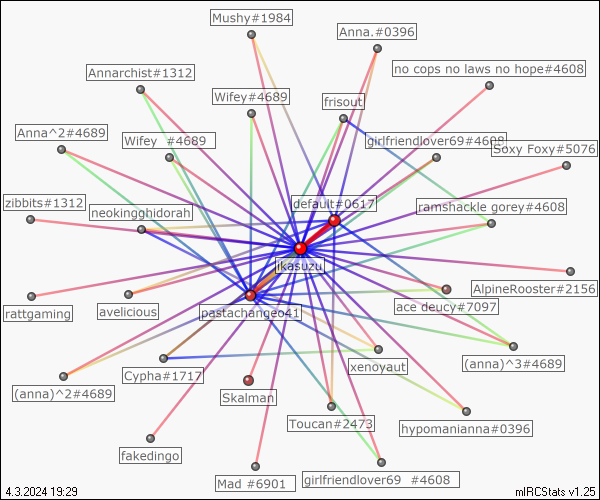 Mushy#1984
Anna.#0396
Annarchist#1312
no cops no laws no hope#4608
Wifey#4689
frisout
Anna^2#4689
Wifey  #4689
girlfriendlover69#4608
Soxy Foxy#5076
zibbits#1312
neokingghidorah
default#0617
ramshackle gorey#4608
ikasuzu
rattgaming
avelicious
pastachangeo41
ace deucy#7097
AlpineRooster#2156
(anna)^2#4689
Cypha#1717
Skalman
xenoyaut
(anna)^3#4689
Toucan#2473
hypomanianna#0396
fakedingo
Mad #6901
girlfriendlover69  #4608
4.3.2024 19:29
mIRCStats v1.25